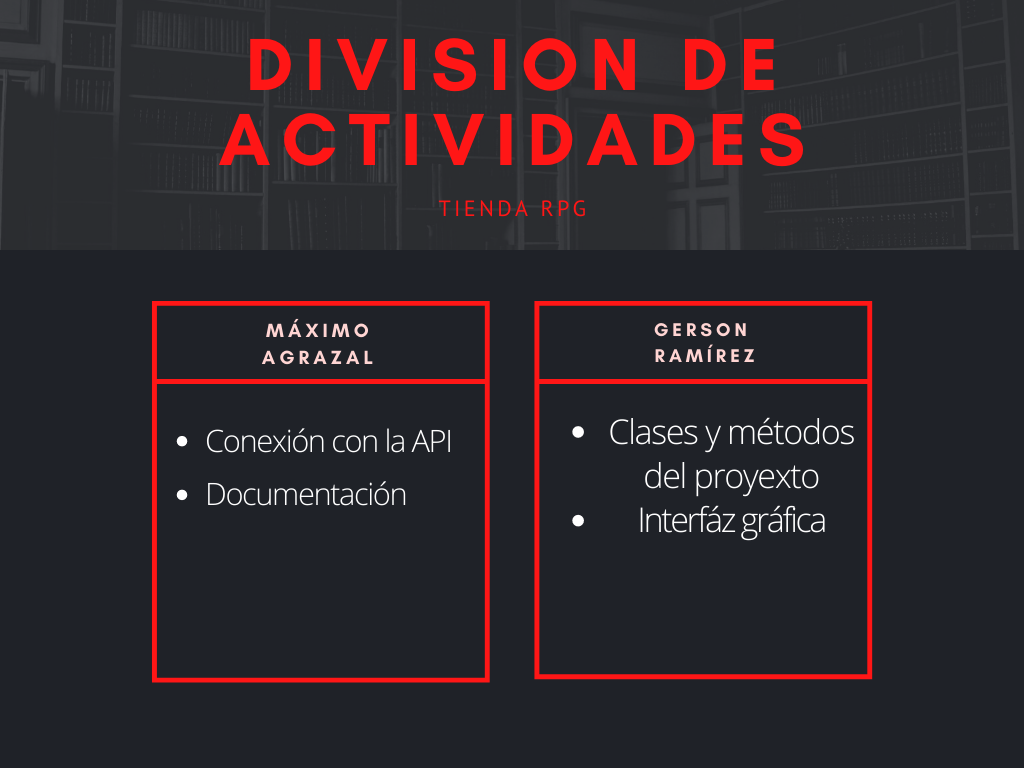 DIVISION DE
ACTIVIDADES
TIENDA RPG
MÁXIMO
AGRAZAL
• Conexión con la API
• Documentación
GERSON
RAMÍREZ
• Clases y métodos
del proyexto
• Interfáz gráfica